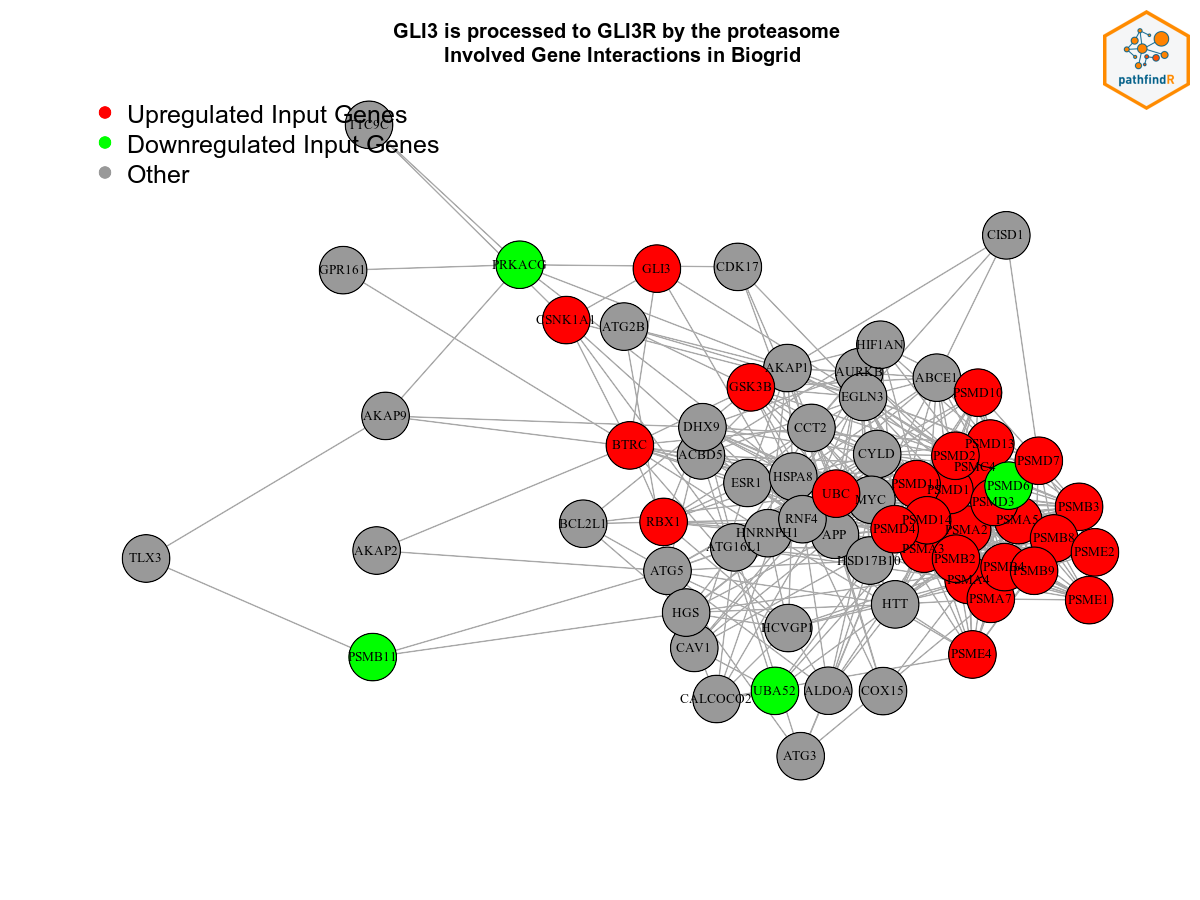 GLI3 is processed to GLI3R by the proteasome
Involved Gene Interactions in Biogrid
pathfindR
Upregulated Input Genes
Downregulated Input Genes
Other
TTC9C
CISD1
GPR161
PRKACG
GLI3
CDK17
CSNK1A1
ATG2B
HIF1AN
AKAP1
AURKB
ABCE1
GSK3B
EGLN3
PSMD10
AKAP9
DHX9
CCT2
BTRC
ACBD5
CYLD
PSMD13
PSMD2
PSMC4
PSMD7
ESR1
HSPA8
UBC
MYC
PSMD11
PSMD1
PSMD6
PSMD3
PSMB3
BCL2L1
RBX1
RNF4
HNRNPH1
APP
PSMD4
PSMD14
PSMA2
PSMA5
PSMB8
TLX3
AKAP2
ATG16L1
HSD17B10
PSMA3
PSMB2
PSME2
ATG5
PSMA4
PSMB4
PSMB9
HGS
HTT
PSMA7
PSME1
CAV1
HCVGP1
PSMB11
PSME4
CALCOCO2
UBA52
ALDOA
COX15
ATG3